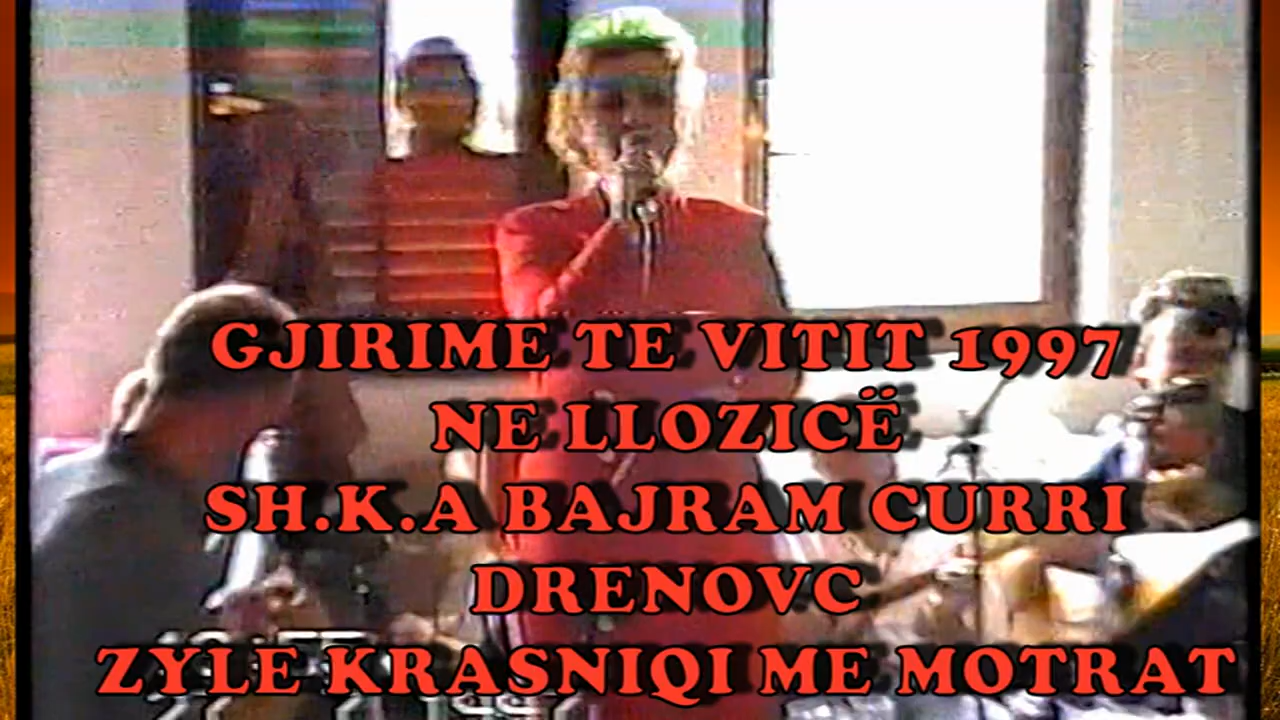 GJIRIME TE VITIT 1997
NE LLOZICË
SH.K.A BAJRAM CURRI
DRENOVC
ZYLE KRASNIQI ME MOTRAT